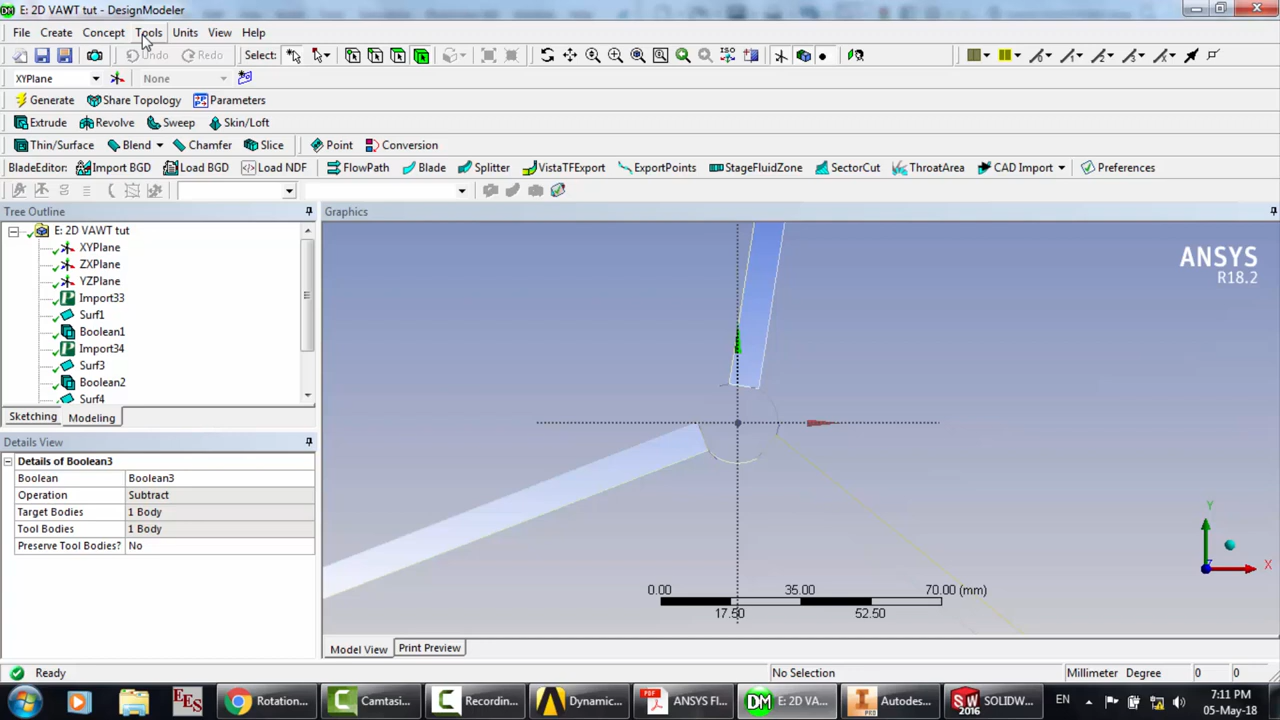 E: 2D VAWT tut - DesignModeler
File Create Concept Tools Units View Help
Undo Redo Select:
XYPlane None
Generate Share Topology Parameters
Extrude Revolve Sweep Skin/Loft
Thin/Surface Blend Chamfer Slice Point Conversion
BladeEditor: Import BGD Load BGD Load NDF FlowPath Blade Splitter VistaTFExport ExportPoints StageFluidZone SectorCut ThroatArea CAD Import Preferences
Tree Outline Graphics
E: 2D VAWT tut
XYPlane
ZXPlane
YZPlane
Import33
Surf1
Boolean1
Import34
Surf3
Boolean2
Surf4
Sketching Modeling
ANSYS
R18.2
Details View
Details of Boolean3
Boolean Boolean3
Operation Subtract
Target Bodies 1 Body
Tool Bodies 1 Body
Preserve Tool Bodies? No
0.00 35.00 70.00 (mm)
17.50 52.50
Y
X
Z
Model View Print Preview
Ready No Selection Millimeter Degree 0 0
Rotation... Camtasi... Recordin... Dynamic... ANSYS Fl... E: 2D VA... Autodes... SOLIDW... 2016 EN 7:11 PM
05-May-18